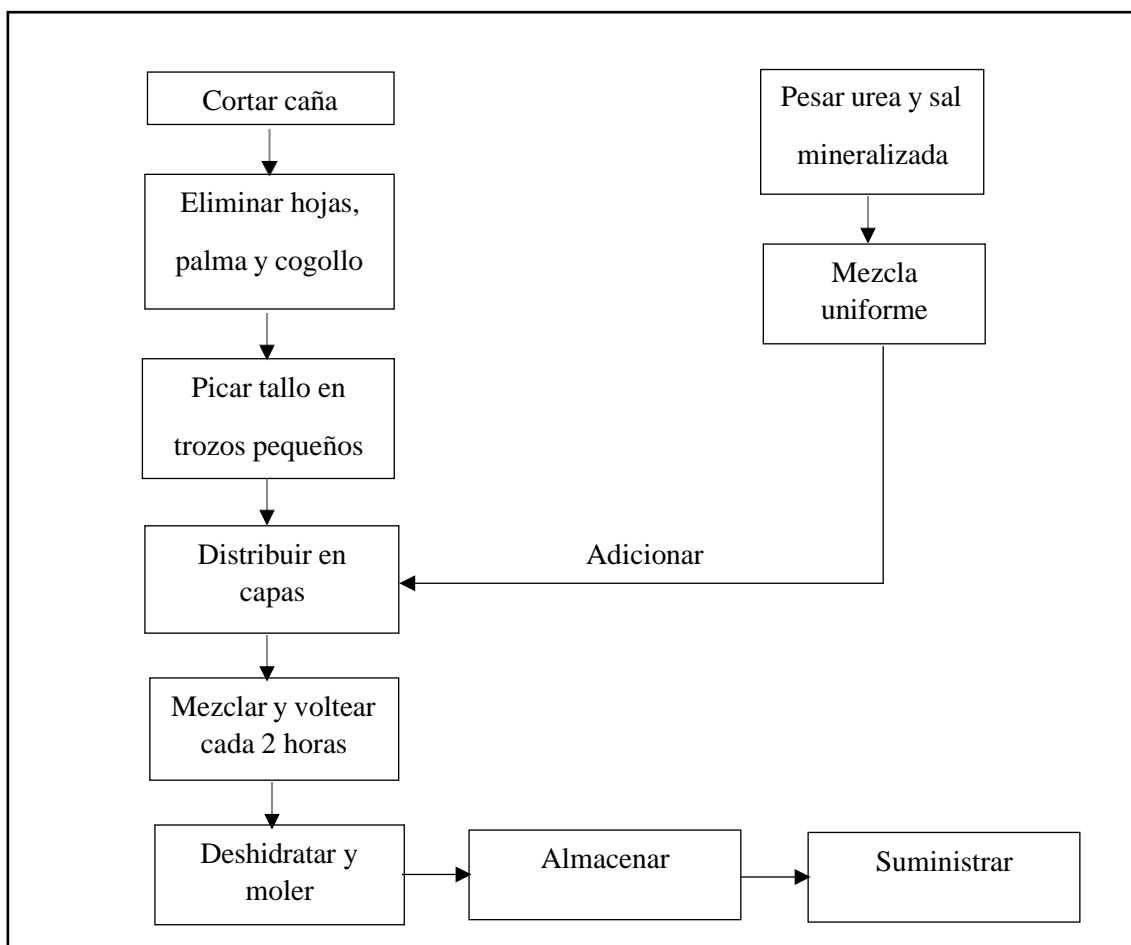 Cortar caña
Eliminar hojas,
palma y cogollo
Picar tallo en
trozos pequeños
Distribuir en
capas
Pesar urea y sal
mineralizada
Mezcla
uniforme
Adicionar
Mezclar y voltear
cada 2 horas
Deshidratar y
moler
Almacenar
Suministrar